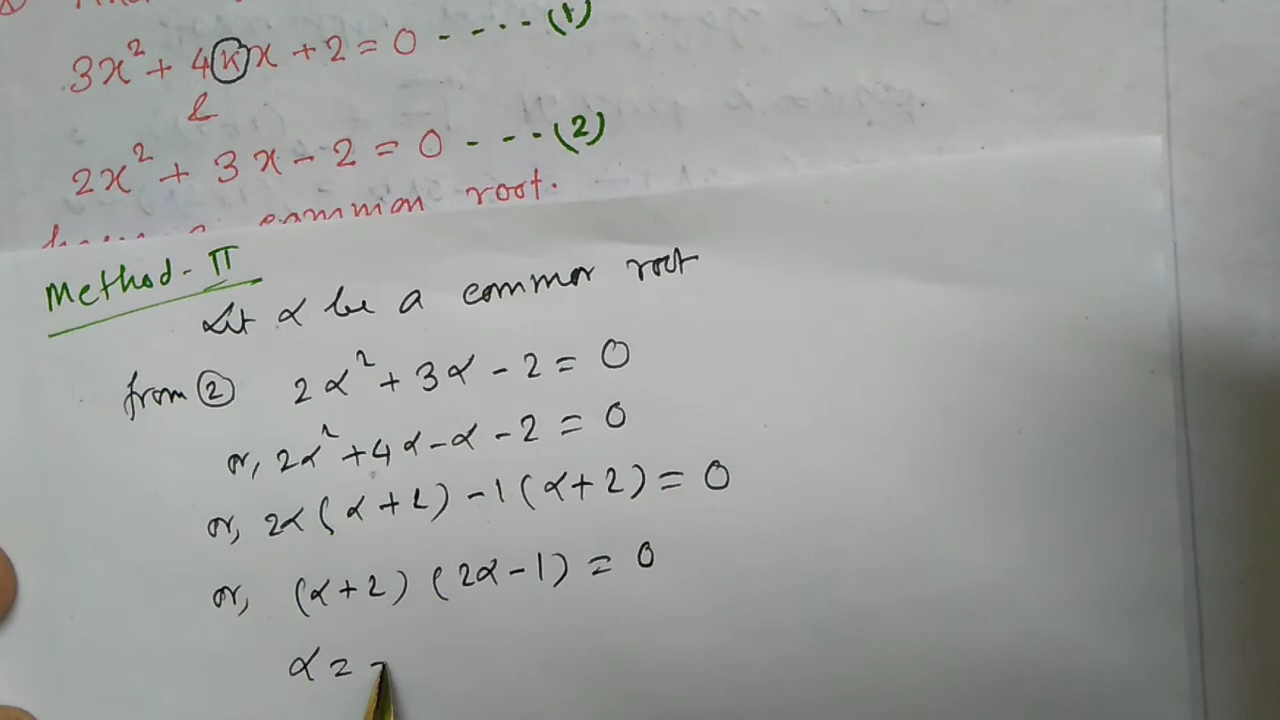 3x² + 4kx + 2 = 0 - - - - (1)
&
2x² + 3x - 2 = 0 - - - (2)
a common root.
Method - II
Let α be a common root
from ② 2α² + 3α - 2 = 0
or, 2α² + 4α - α - 2 = 0
or, 2α (α + 2) - 1 (α + 2) = 0
or, (α + 2) (2α - 1) = 0
α = -